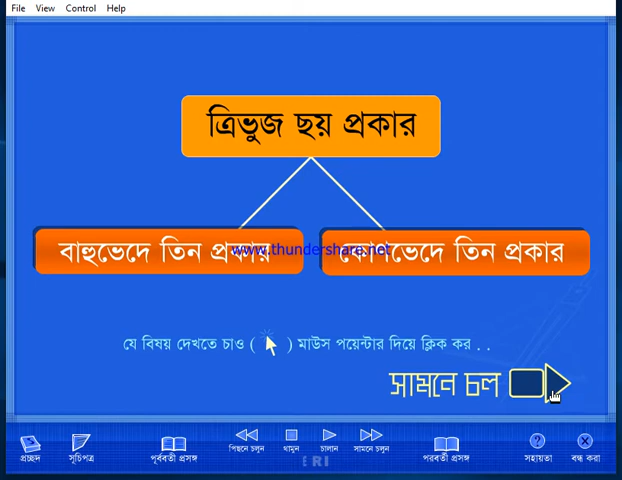 File View Control Help
ত্রিভুজ ছয় প্রকার
বাহুভেদে তিন প্রকার
কোণভেদে তিন প্রকার
www.thundershare.net
যে বিষয় দেখতে চাও ( ) মাউস পয়েন্টার দিয়ে ক্লিক কর . .
সামনে চল
প্রচ্ছদ সূচিপত্র পূর্ববর্তী প্রসঙ্গ পিছনে চলুন থামুন চালান সামনে চলুন পরবর্তী প্রসঙ্গ সহায়তা বন্ধ করা